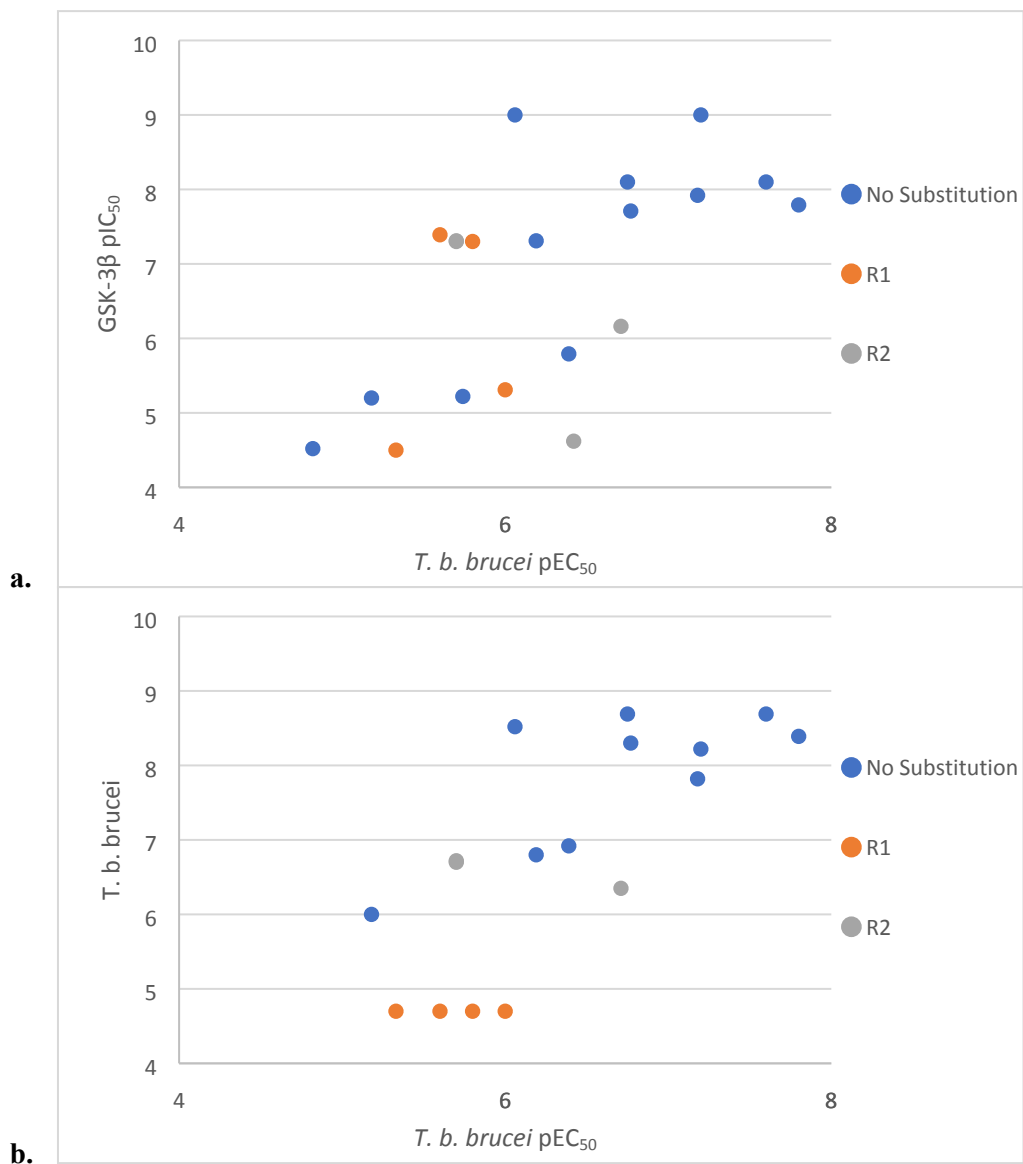 10
9
8
7
6
5
4
GSK-3β pIC₅₀
4 6 8
T. b. brucei pEC₅₀
No Substitution
R1
R2
a.
10
9
8
7
6
5
4
T. b. brucei
4 6 8
T. b. brucei pEC₅₀
No Substitution
R1
R2
b.